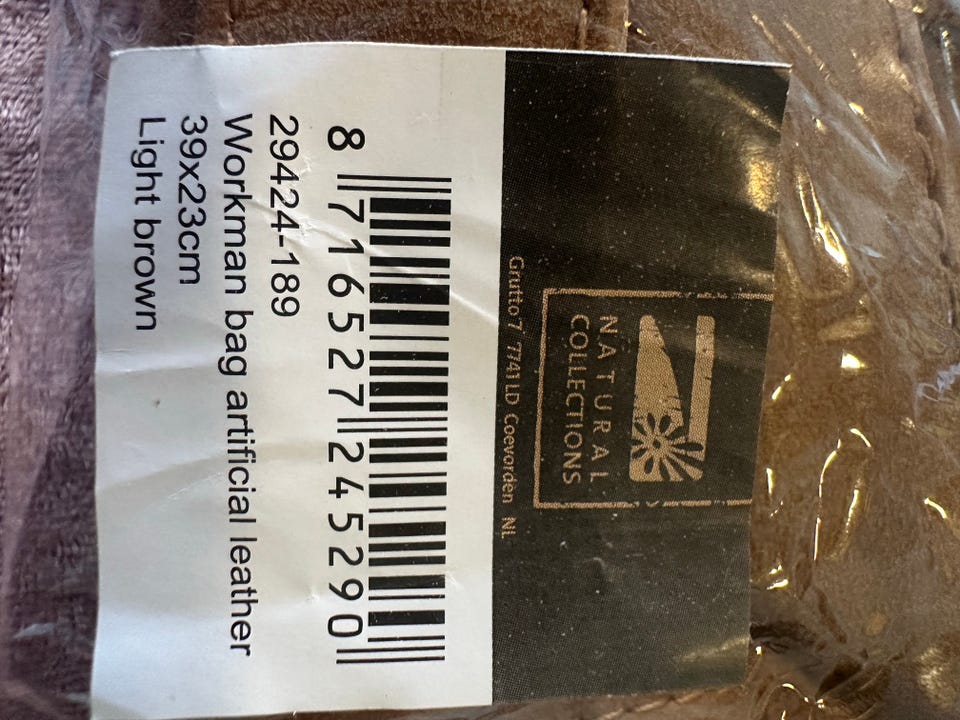 NATURAL
COLLECTIONS
Grutto 7 7741 LD Coevorden NL
8 716527 245290
29424-189
Workman bag artificial leather
39x23cm
Light brown